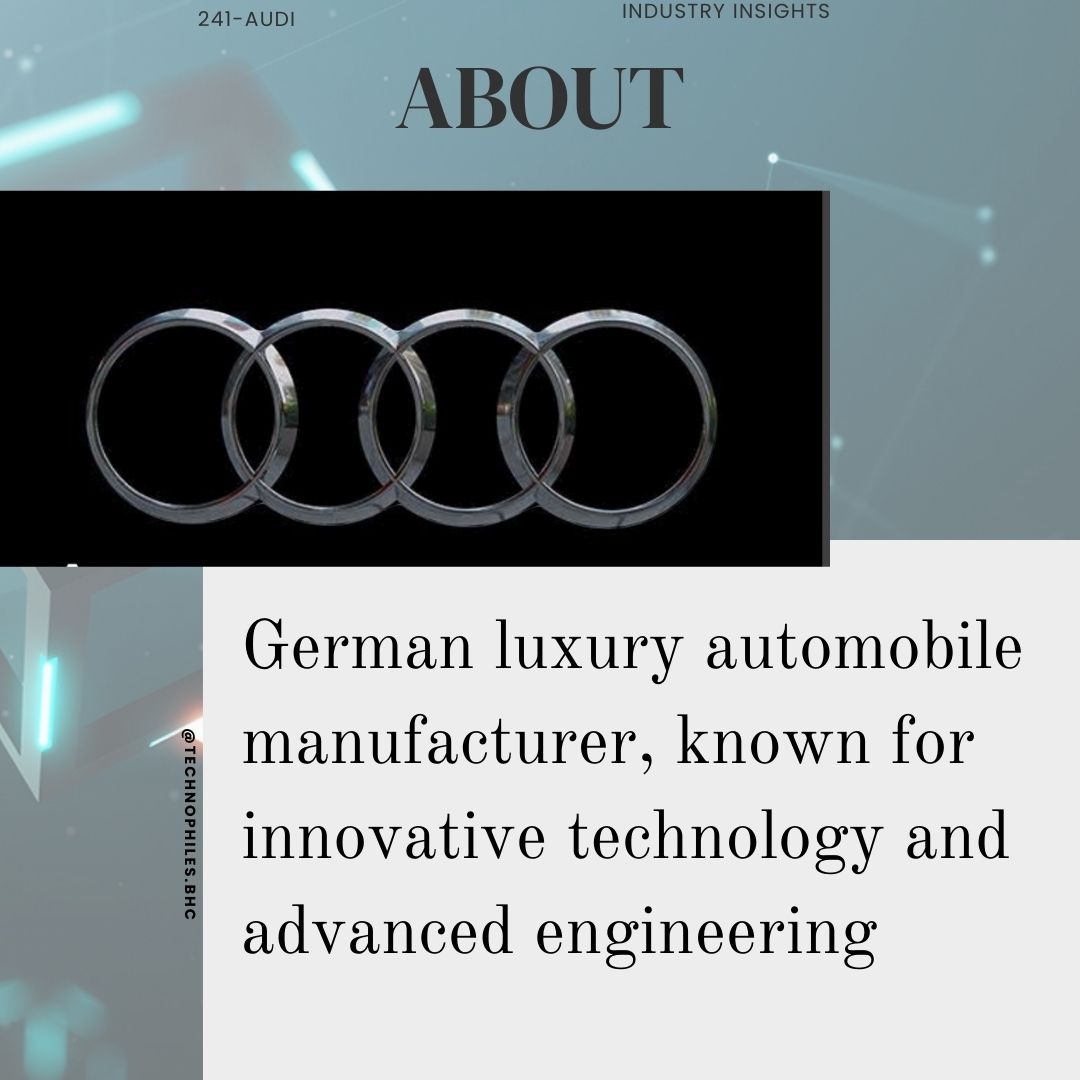 241-AUDI
INDUSTRY INSIGHTS
ABOUT
German luxury automobile
manufacturer, known for
innovative technology and
advanced engineering
@TECHNOPHILES.BHC